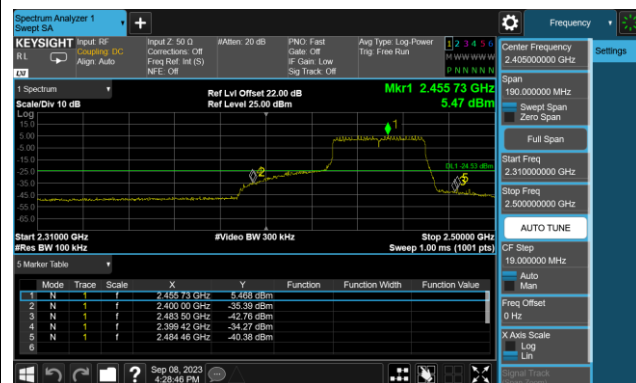 Spectrum Analyzer 1
Swept SA
+
Frequency
KEYSIGHT
RL
LXI
Input: RF
Coupling: DC
Align: Auto
Input Z: 50 Ω
Corrections: Off
Freq Ref: Int (S)
NFE: Off
#Atten: 20 dB
PNO: Fast
Gate: Off
IF Gain: Low
Sig Track: Off
Avg Type: Log-Power
Trig: Free Run
1 2 3 4 5 6
M W W W W W
P N N N N N
1 Spectrum
Scale/Div 10 dB
Ref Lvl Offset 22.00 dB
Ref Level 25.00 dBm
Mkr1 2.455 73 GHz
5.47 dBm
Log
15.0
5.00
-5.00
-15.0
-25.0
-35.0
-45.0
-55.0
-65.0
1
DL1 -24.53 dBm
2
5
Start 2.31000 GHz
#Res BW 100 kHz
#Video BW 300 kHz
Stop 2.50000 GHz
Sweep 1.00 ms (1001 pts)
5 Marker Table
Mode Trace Scale X Y Function Function Width Function Value
1 N 1 f 2.455 73 GHz 5.468 dBm
2 N 1 f 2.400 00 GHz -35.39 dBm
3 N 1 f 2.483 50 GHz -42.76 dBm
4 N 1 f 2.399 42 GHz -34.27 dBm
5 N 1 f 2.484 46 GHz -40.38 dBm
6
Sep 08, 2023
4:28:46 PM
Center Frequency
2.405000000 GHz
Settings
Span
190.000000 MHz
Swept Span
Zero Span
Full Span
Start Freq
2.310000000 GHz
Stop Freq
2.500000000 GHz
AUTO TUNE
CF Step
19.000000 MHz
Auto
Man
Freq Offset
0 Hz
X Axis Scale
Log
Lin
Signal Track